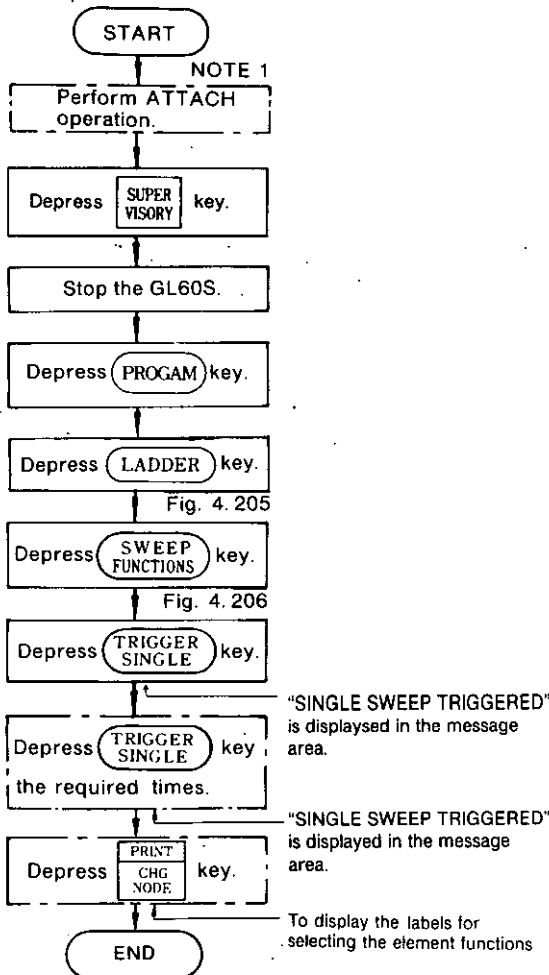 START
NOTE 1
Perform ATTACH
operation.
Depress SUPER VISORY key.
Stop the GL60S.
Depress PROGAM key.
Depress LADDER key.
Fig. 4. 205
Depress SWEEP FUNCTIONS key.
Fig. 4. 206
Depress TRIGGER SINGLE key.
"SINGLE SWEEP TRIGGERED"
is displaysed in the message
area.
Depress TRIGGER SINGLE key
the required times.
"SINGLE SWEEP TRIGGERED"
is displayed in the message
area.
Depress PRINT CHG NODE key.
To display the labels for
selecting the element functions
END